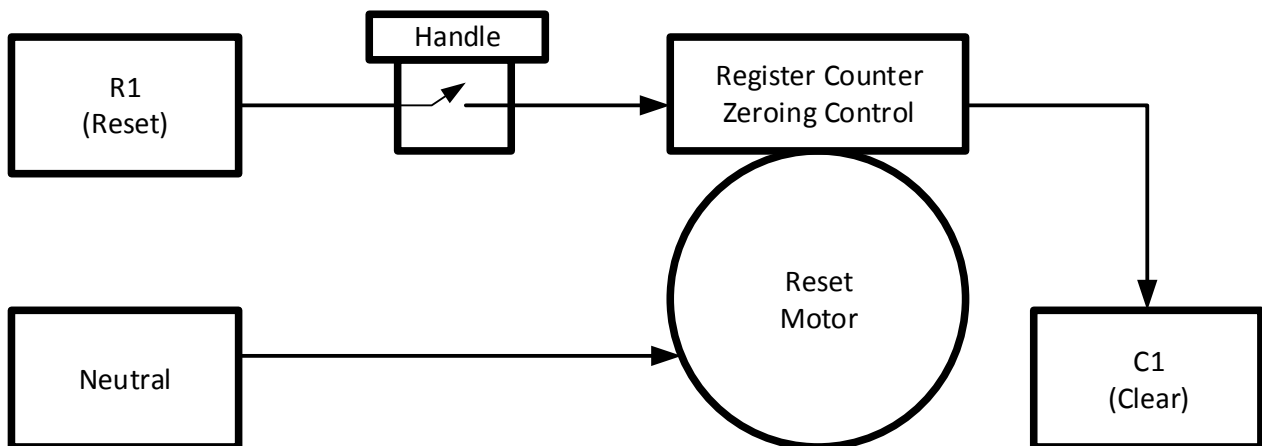 R1
(Reset)
Handle
Register Counter
Zeroing Control
Reset
Motor
Neutral
C1
(Clear)